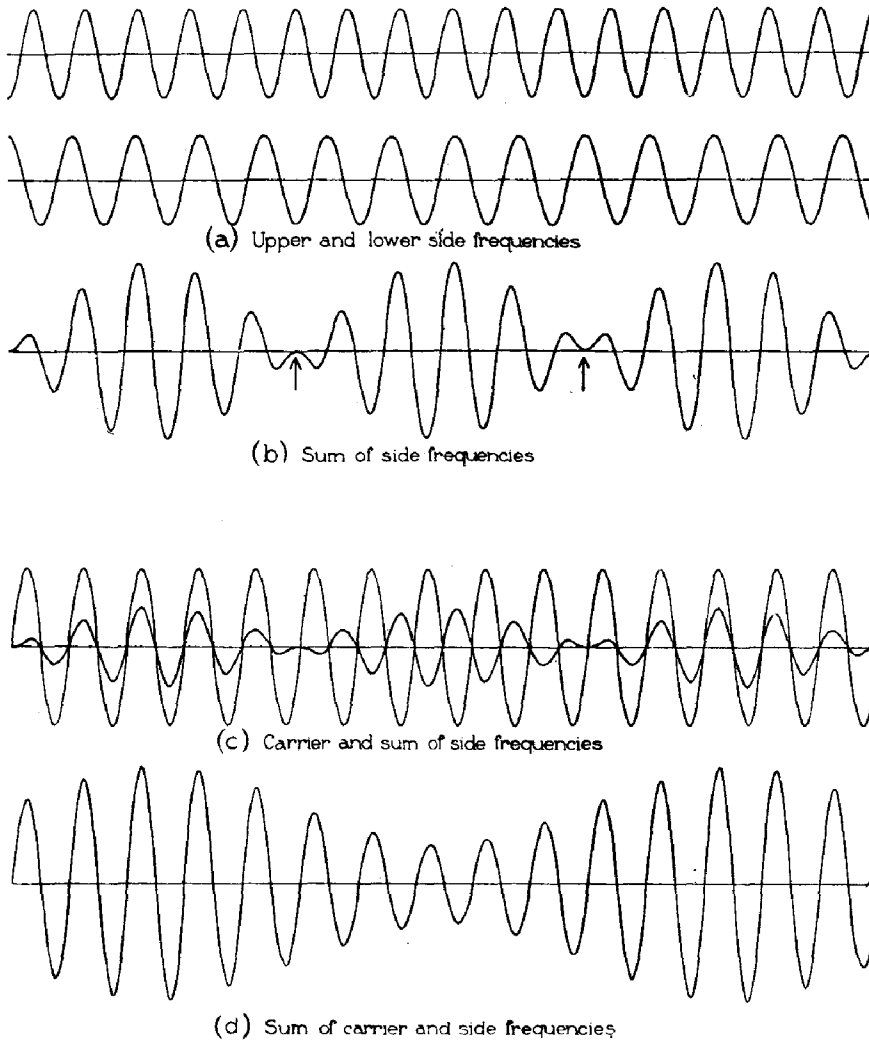 (a) Upper and lower side frequencies
(b) Sum of side frequencies
(c) Carrier and sum of side frequencies
(d) Sum of carrier and side frequencies